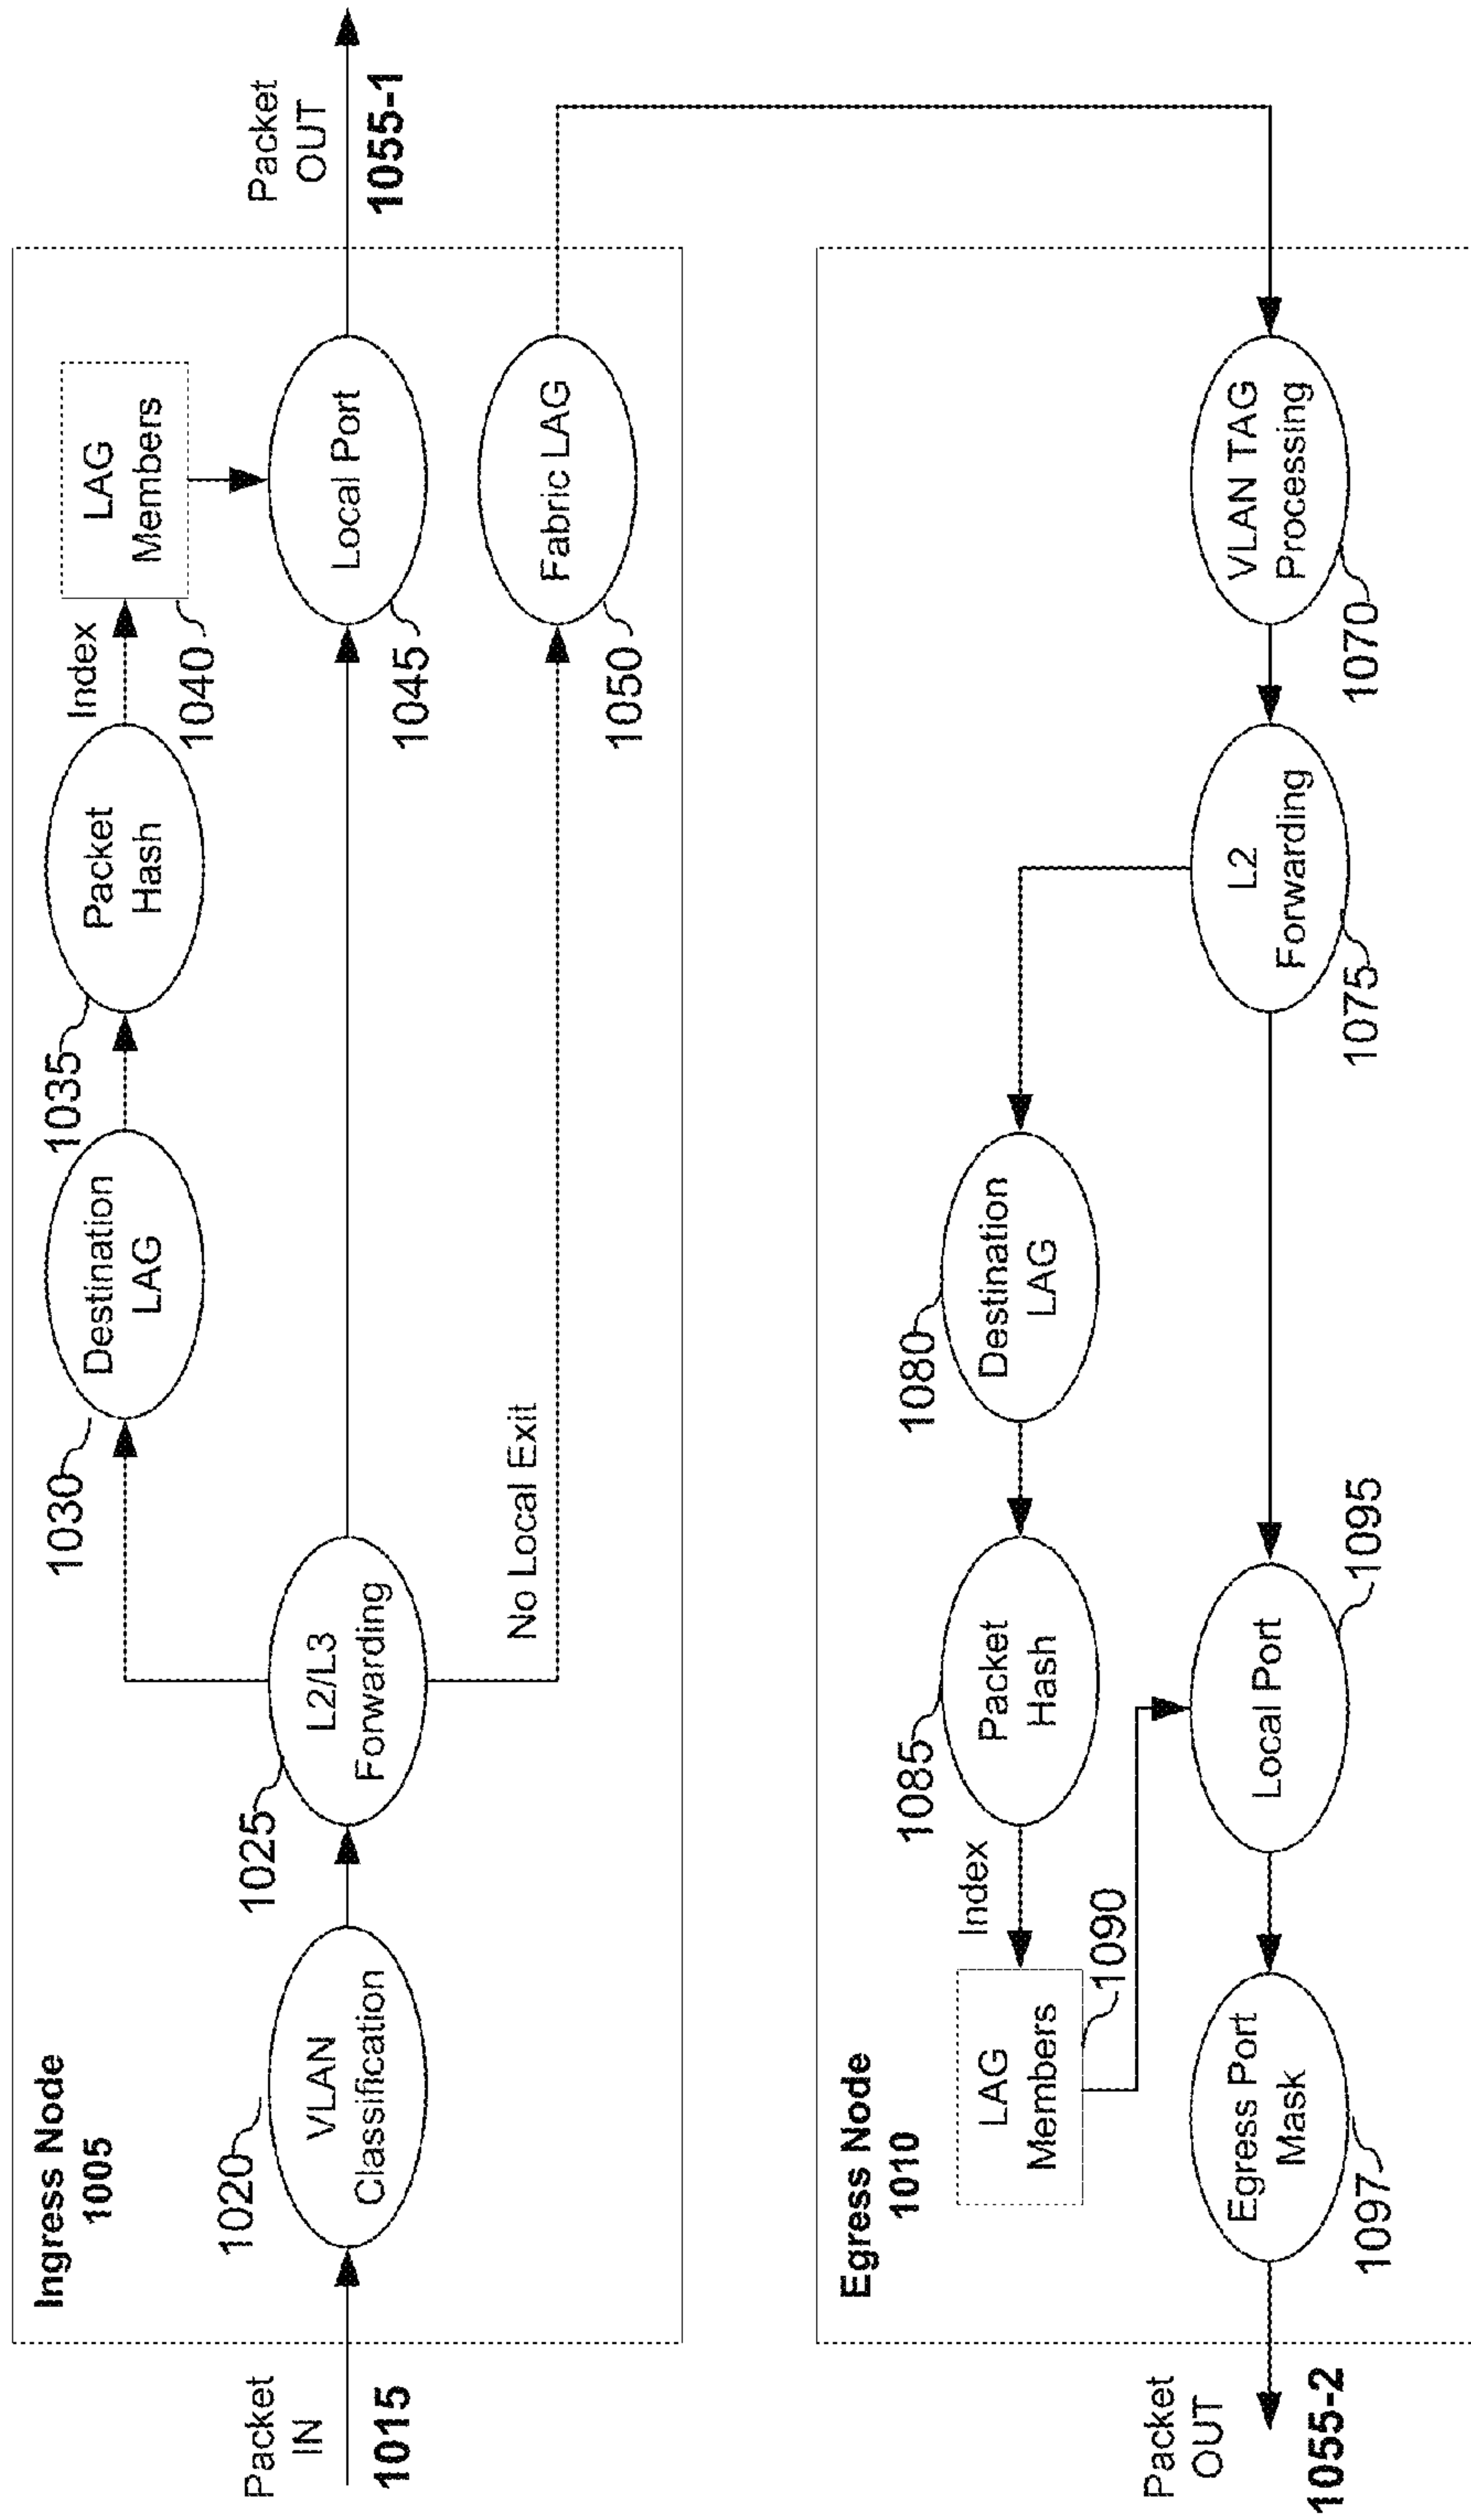 Ingress Node
1005
Packet
IN
1015
1020
VLAN
Classification
1025
L2/L3
Forwarding
1030
Destination
LAG
1035
Packet
Hash
Index
LAG
Members
1040
Local Port
1045
No Local Exit
Fabric LAG
1050
Packet
OUT
1055-1
Egress Node
1010
VLAN TAG
Processing
1070
L2
Forwarding
1075
Destination
LAG
1080
Packet
Hash
1085
Index
LAG
Members
1090
Local Port
1095
Egress Port
Mask
1097
Packet
OUT
1055-2